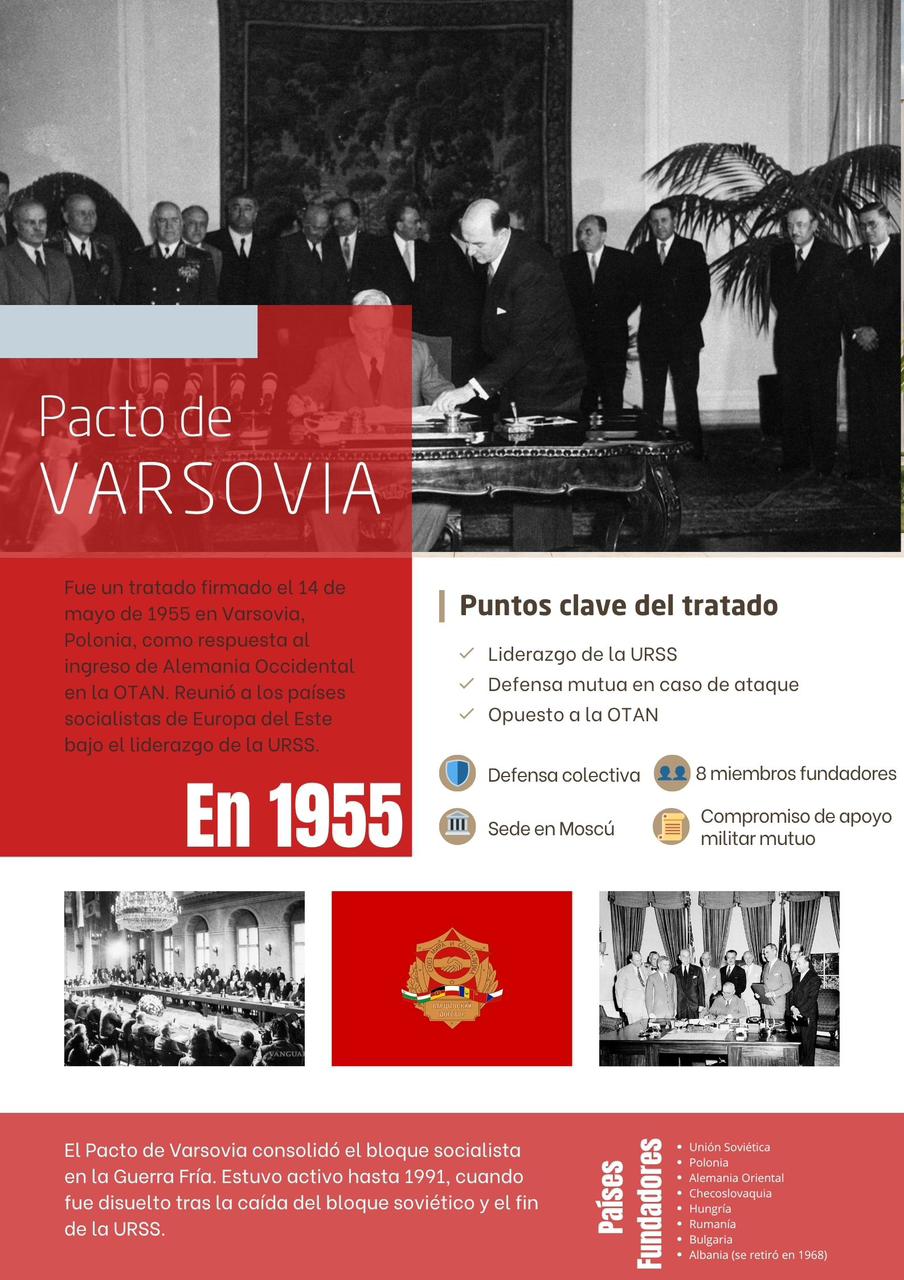 Pacto de
VARSOVIA
Fue un tratado firmado el 14 de
mayo de 1955 en Varsovia,
Polonia, como respuesta al
ingreso de Alemania Occidental
en la OTAN. Reunió a los países
socialistas de Europa del Este
bajo el liderazgo de la URSS.
En 1955
Puntos clave del tratado
Liderazgo de la URSS
Defensa mutua en caso de ataque
Opuesto a la OTAN
Defensa colectiva
8 miembros fundadores
Sede en Moscú
Compromiso de apoyo
militar mutuo
El Pacto de Varsovia consolidó el bloque socialista
en la Guerra Fría. Estuvo activo hasta 1991, cuando
fue disuelto tras la caída del bloque soviético y el fin
de la URSS.
Países
Fundadores
Unión Soviética
Polonia
Alemania Oriental
Checoslovaquia
Hungría
Rumanía
Bulgaria
Albania (se retiró en 1968)